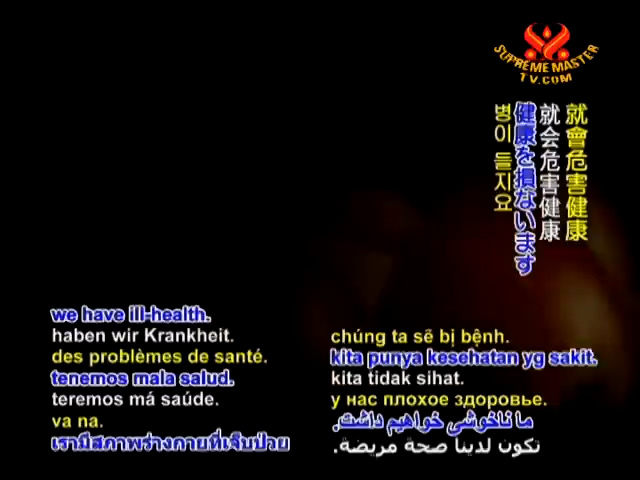 SUPREME MASTER
TV.COM
就會危害健康
就会危害健康
健康を損ないます
병이 들지요
we have ill-health.
haben wir Krankheit.
des problèmes de santé.
tenemos mala salud.
teremos má saúde.
va na.
เรามีสภาพร่างกายที่เจ็บป่วย
chúng ta sẽ bị bệnh.
kita punya kesehatan yg sakit.
kita tidak sihat.
у нас плохое здоровье.
ما ناخوشی خواهیم داشت.
تكون لدينا صحة مريضة.